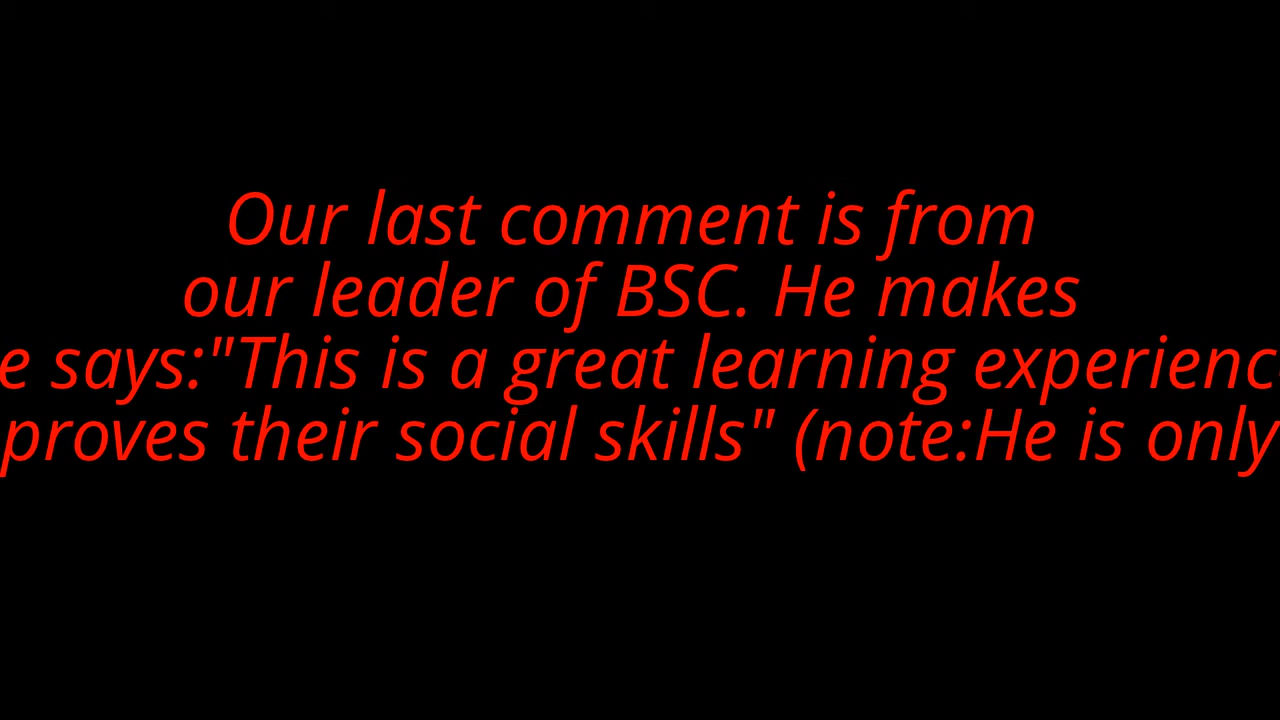 Our last comment is from
our leader of BSC. He makes
e says:"This is a great learning experienc
proves their social skills" (note:He is only